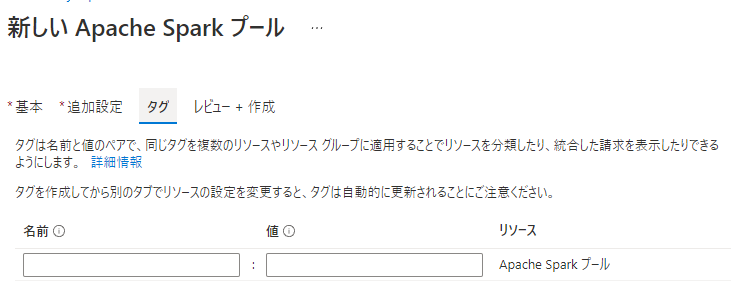 新しい Apache Spark プール …
* 基本 * 追加設定 タグ レビュー + 作成
タグは名前と値のペアで、同じタグを複数のリソースやリソース グループに適用することでリソースを分類したり、統合した請求を表示したりできる
ようにします。 詳細情報
タグを作成してから別のタブでリソースの設定を変更すると、タグは自動的に更新されることにご注意ください。
名前 値 リソース
: Apache Spark プール